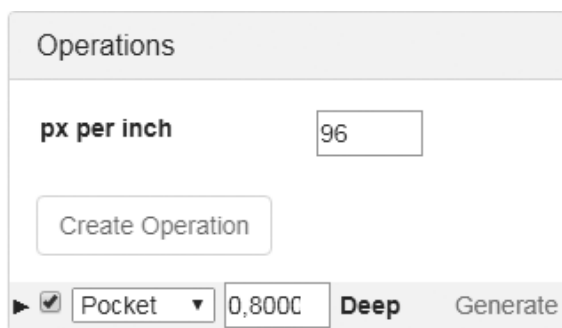 Operations
px per inch 96
Create Operation
Pocket 0,8000 Deep Generate